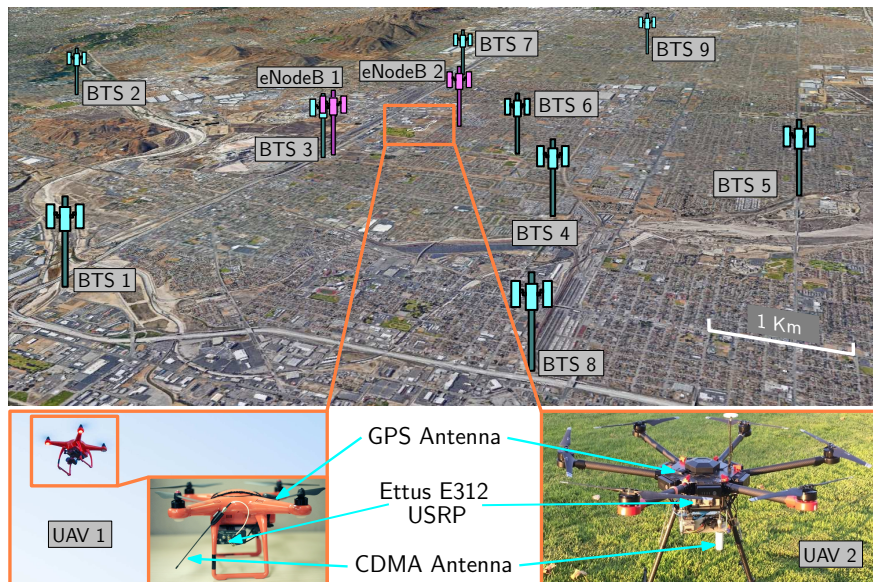 BTS 7
BTS 9
eNodeB 1
eNodeB 2
BTS 2
BTS 6
BTS 3
BTS 5
BTS 4
BTS 1
1 Km
BTS 8
GPS Antenna
Ettus E312
USRP
UAV 1
CDMA Antenna
UAV 2